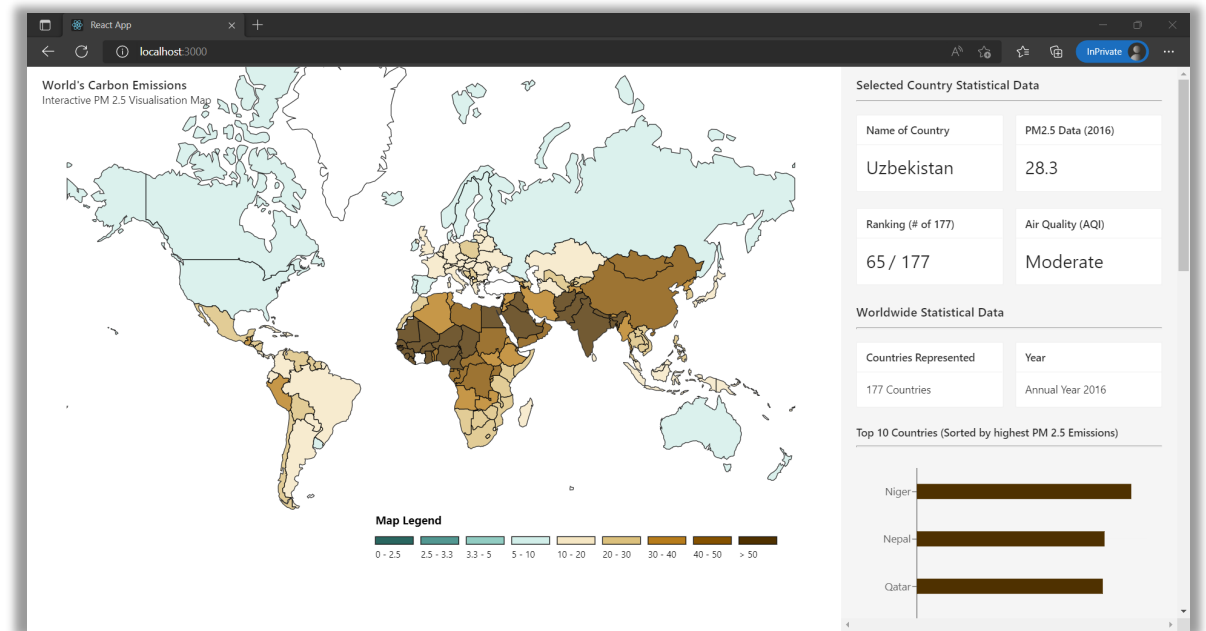 React App
localhost:3000
InPrivate
World's Carbon Emissions
Interactive PM 2.5 Visualisation Map
Selected Country Statistical Data
Name of Country
PM2.5 Data (2016)
Uzbekistan
28.3
Ranking (# of 177)
Air Quality (AQI)
65 / 177
Moderate
Worldwide Statistical Data
Countries Represented
Year
177 Countries
Annual Year 2016
Top 10 Countries (Sorted by highest PM 2.5 Emissions)
Niger
Nepal
Qatar
Map Legend
0 - 2.5 2.5 - 3.3 3.3 - 5 5 - 10 10 - 20 20 - 30 30 - 40 40 - 50 > 50